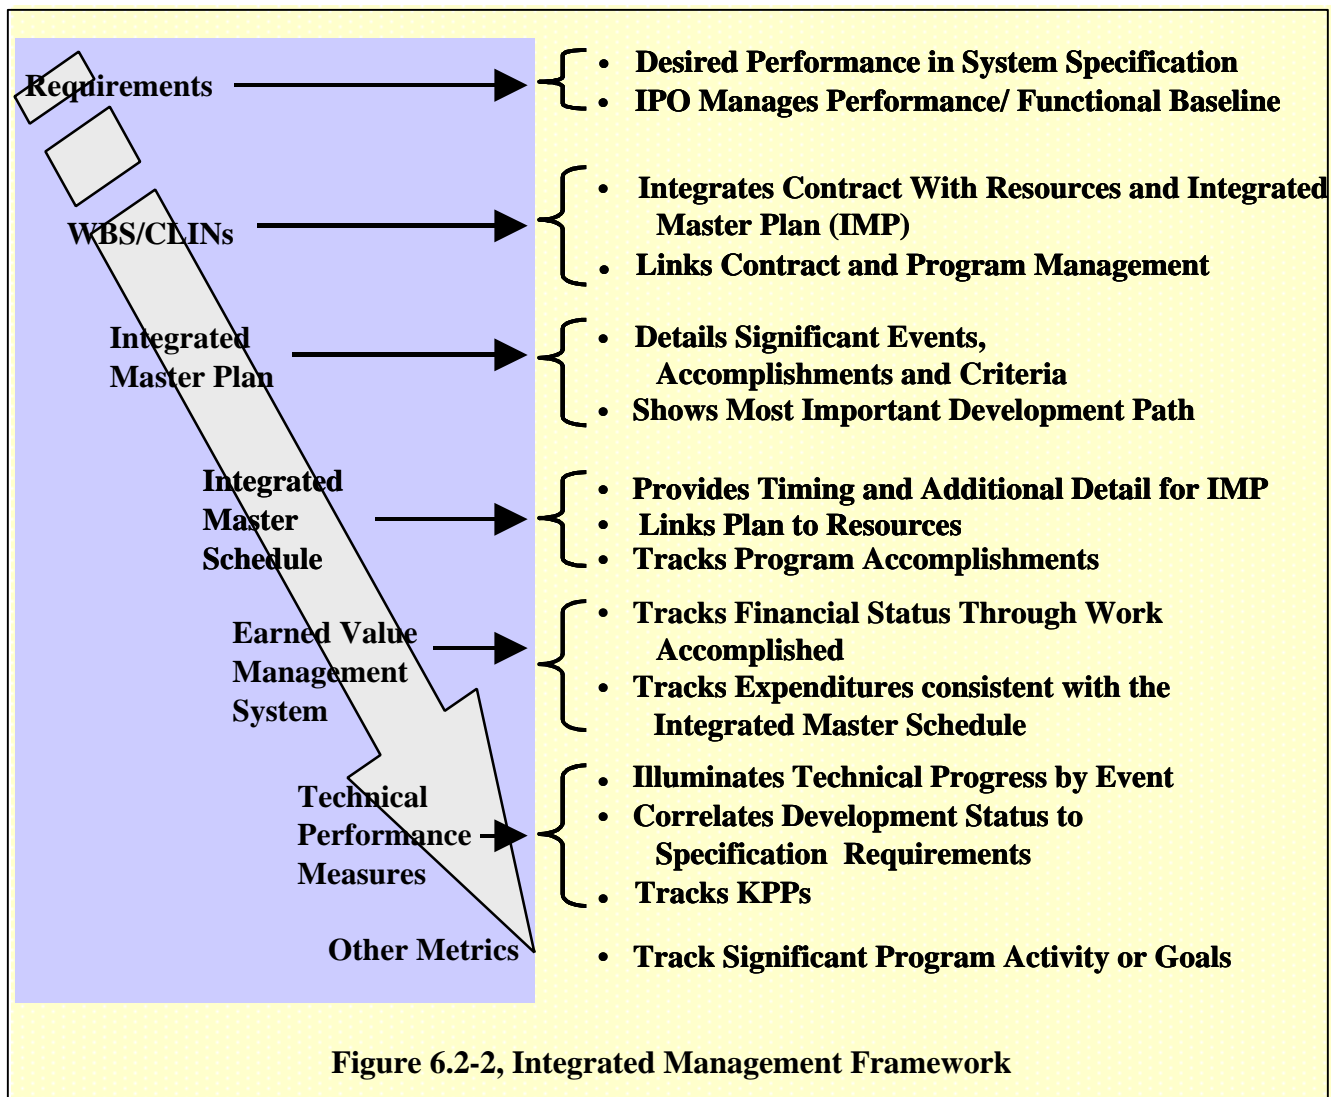 Requirements
• Desired Performance in System Specification
• IPO Manages Performance/ Functional Baseline
WBS/CLINs
• Integrates Contract With Resources and Integrated
Master Plan (IMP)
• Links Contract and Program Management
Integrated
Master Plan
• Details Significant Events,
Accomplishments and Criteria
• Shows Most Important Development Path
Integrated
Master
Schedule
• Provides Timing and Additional Detail for IMP
• Links Plan to Resources
• Tracks Program Accomplishments
Earned Value
Management
System
• Tracks Financial Status Through Work
Accomplished
• Tracks Expenditures consistent with the
Integrated Master Schedule
Technical
Performance
Measures
• Illuminates Technical Progress by Event
• Correlates Development Status to
Specification Requirements
• Tracks KPPs
Other Metrics
• Track Significant Program Activity or Goals
Figure 6.2-2, Integrated Management Framework